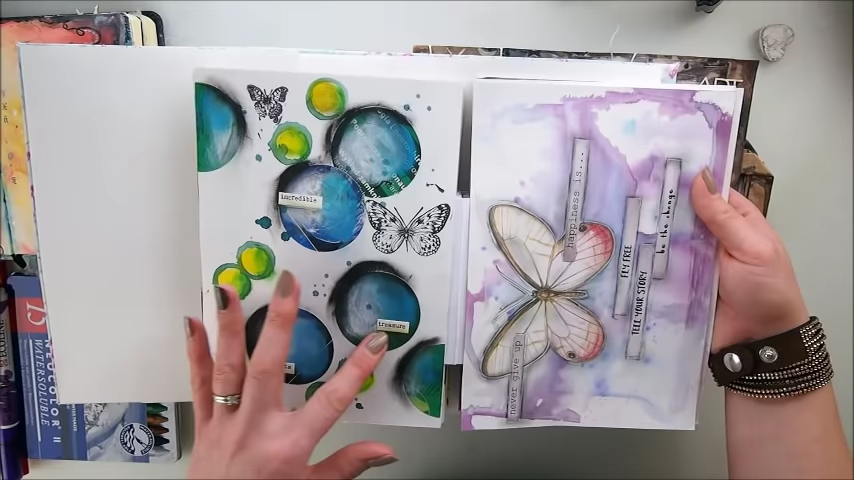 incredible
treasure
happiness is...
be the change
FLY FREE
TELL YOUR STORY
never give up
15
NEOCOLOR II
WATERSOLUBLE